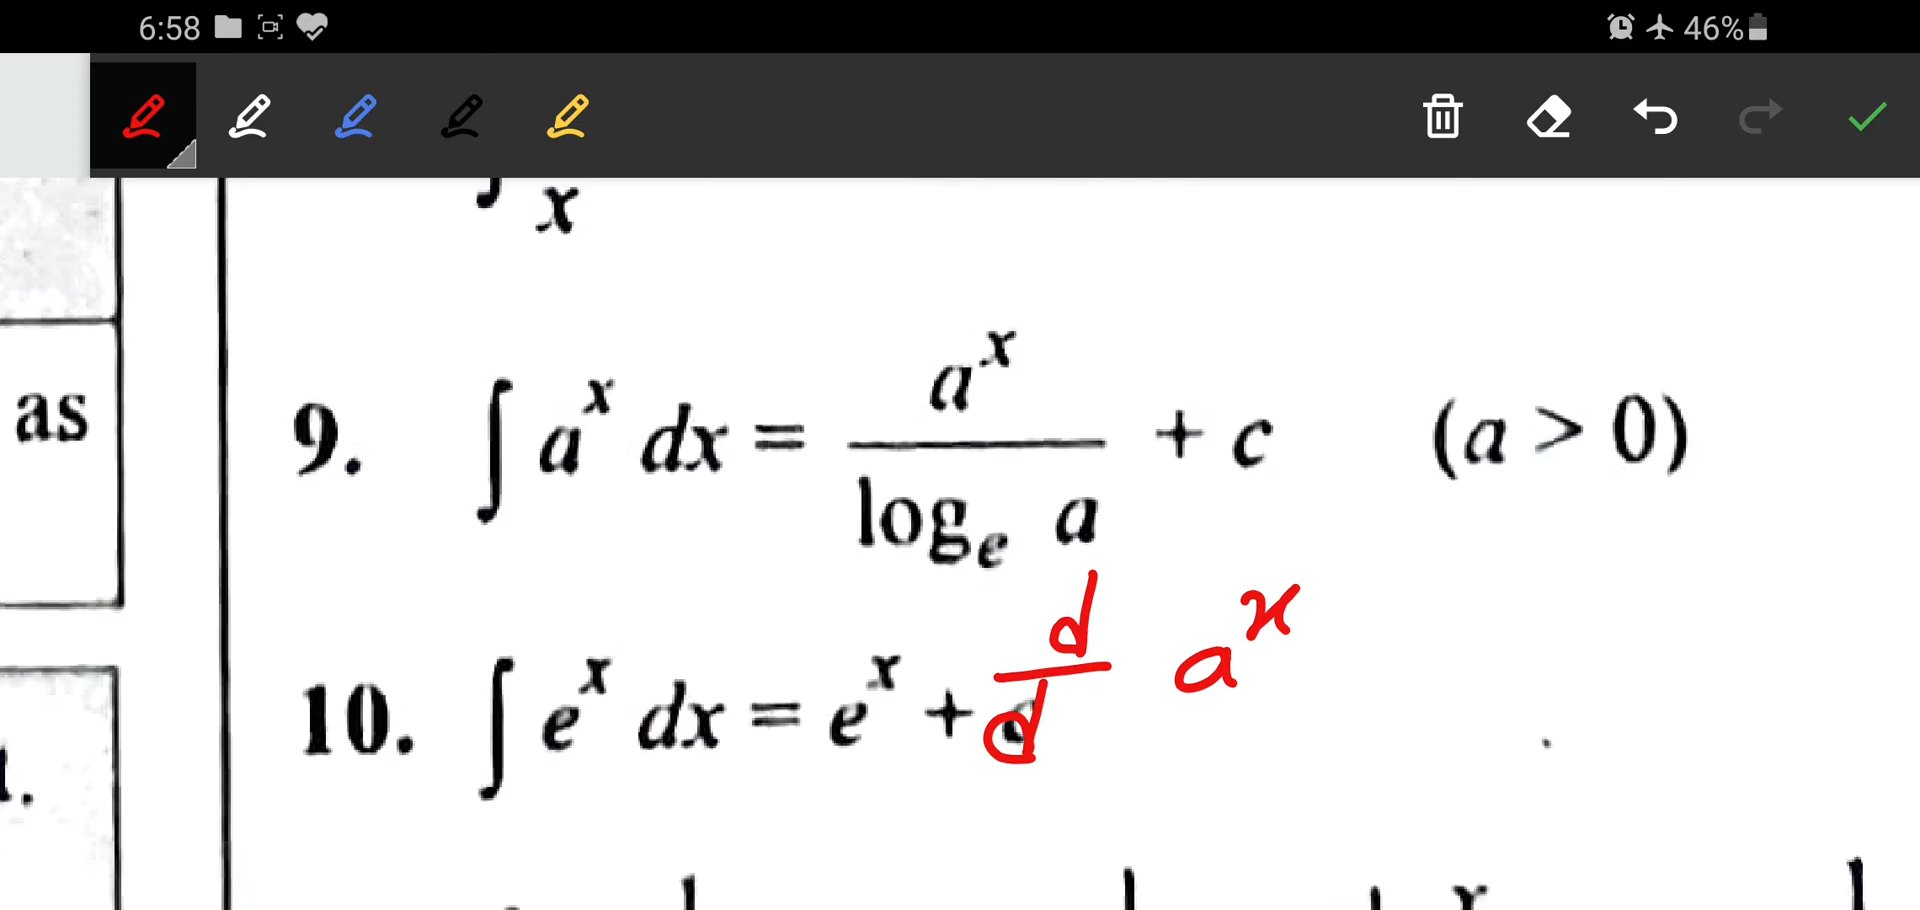 6:58 46%
∫ x
as 9. ∫ a^x dx = a^x / log_e a + c (a > 0)
d/d a^x
10. ∫ e^x dx = e^x + c